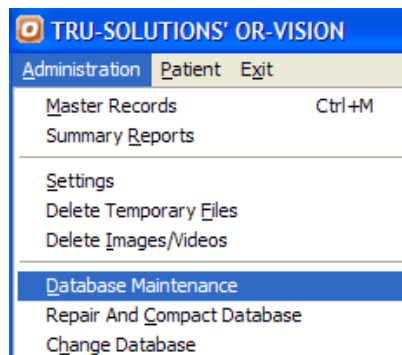 TRU-SOLUTIONS' OR-VISION
Administration Patient Exit
Master Records Ctrl+M
Summary Reports
Settings
Delete Temporary Files
Delete Images/Videos
Database Maintenance
Repair And Compact Database
Change Database